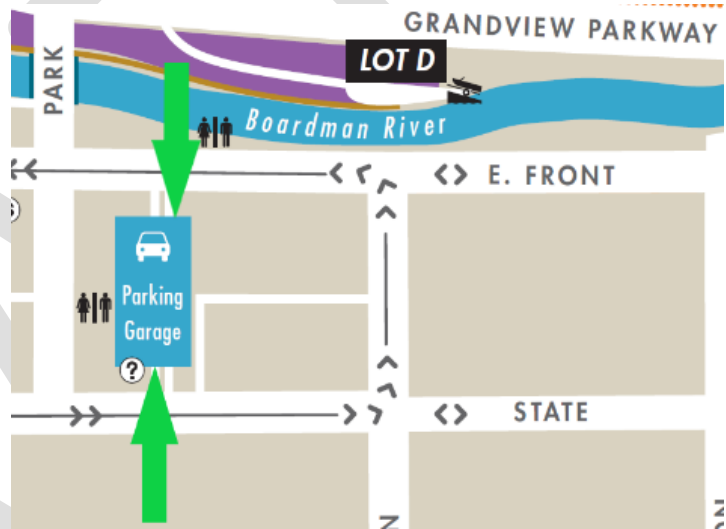 GRANDVIEW PARKWAY
LOT D
PARK
Boardman River
E. FRONT
Parking
Garage
?
STATE
N